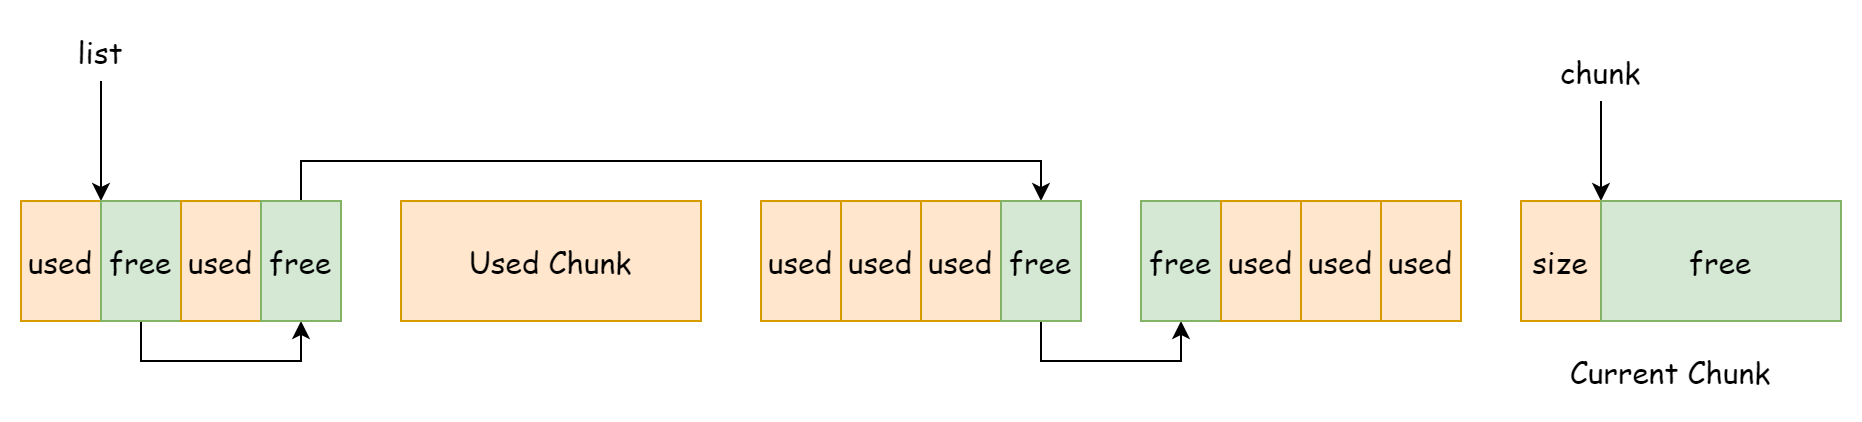 list
chunk
used free used free
Used Chunk
used used used free
free used used used
size free
Current Chunk